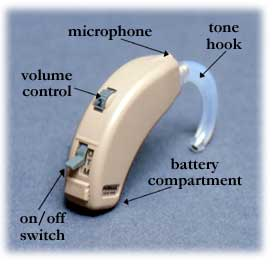 microphone
tone
hook
volume
control
battery
compartment
on/off
switch